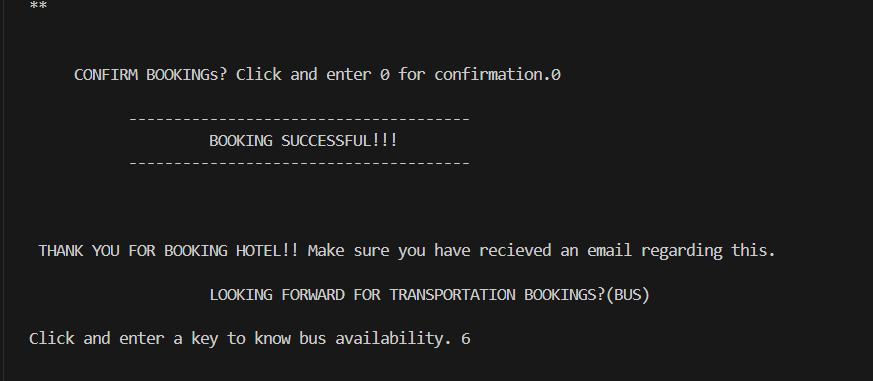 **
CONFIRM BOOKINGs? Click and enter 0 for confirmation.0
--------------------------------------
BOOKING SUCCESSFUL!!!
--------------------------------------
THANK YOU FOR BOOKING HOTEL!! Make sure you have recieved an email regarding this.
LOOKING FORWARD FOR TRANSPORTATION BOOKINGS?(BUS)
Click and enter a key to know bus availability. 6